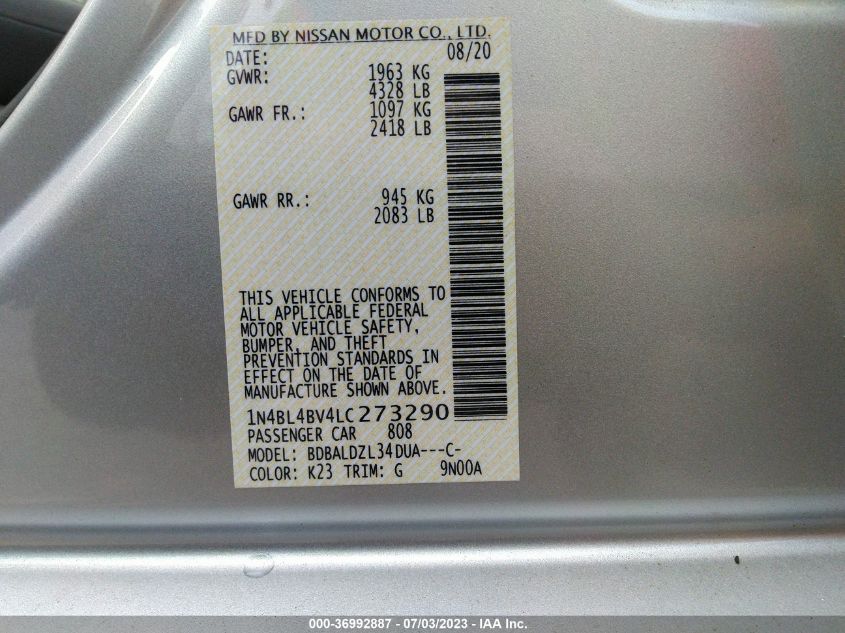 MFD BY NISSAN MOTOR CO., LTD.
DATE: 08/20
GVWR: 1963 KG
4328 LB
GAWR FR.: 1097 KG
2418 LB
GAWR RR.: 945 KG
2083 LB
THIS VEHICLE CONFORMS TO
ALL APPLICABLE FEDERAL
MOTOR VEHICLE SAFETY,
BUMPER, AND THEFT
PREVENTION STANDARDS IN
EFFECT ON THE DATE OF
MANUFACTURE SHOWN ABOVE.
1N4BL4BV4LC273290
PASSENGER CAR 808
MODEL: BDBALDZL34DUA---C-
COLOR: K23 TRIM: G 9N00A
000-36992887 - 07/03/2023 - IAA Inc.